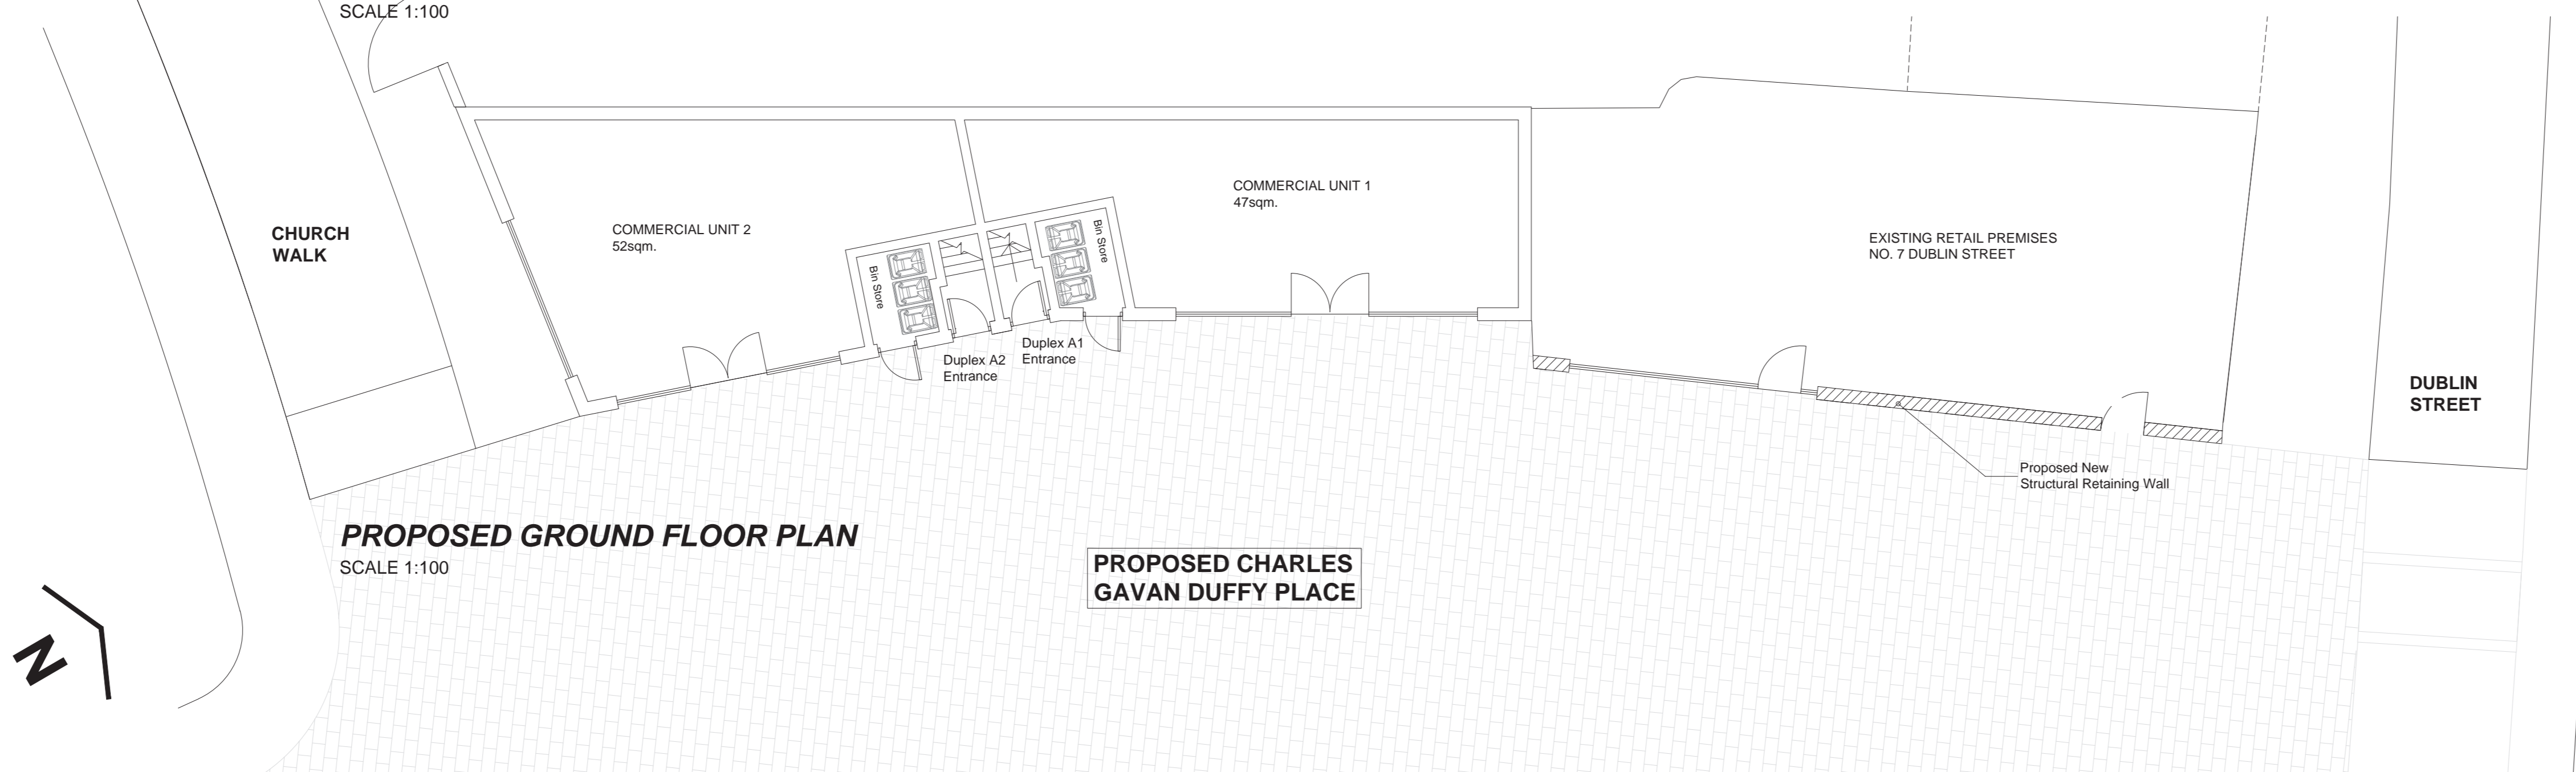 SCALE 1:100
CHURCH
WALK
COMMERCIAL UNIT 2
52sqm.
Bin Store
Duplex A2
Entrance
Duplex A1
Entrance
Bin Store
COMMERCIAL UNIT 1
47sqm.
EXISTING RETAIL PREMISES
NO. 7 DUBLIN STREET
DUBLIN
STREET
Proposed New
Structural Retaining Wall
PROPOSED GROUND FLOOR PLAN
SCALE 1:100
PROPOSED CHARLES
GAVAN DUFFY PLACE
N